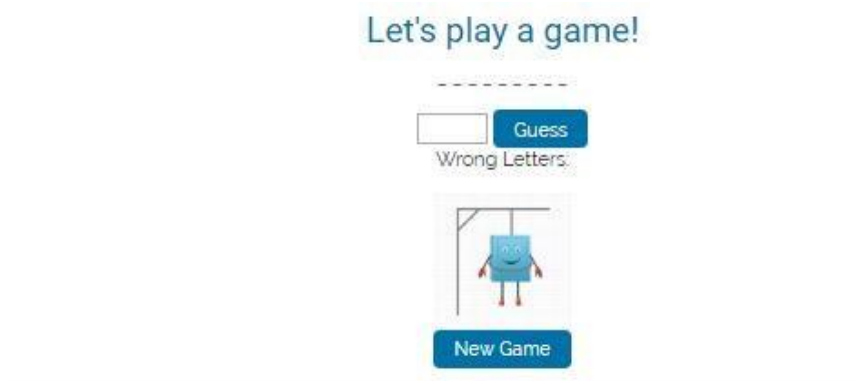 Let's play a game!
_ _ _ _ _ _ _ _ _ _
Guess
Wrong Letters:
New Game